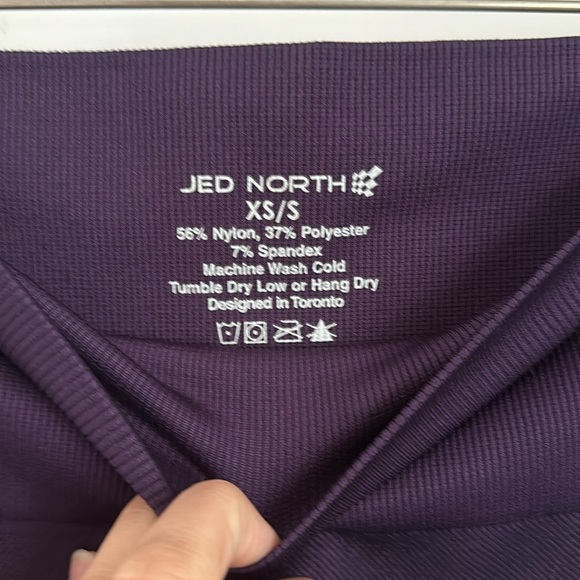 JED NORTH
XS/S
56% Nylon, 37% Polyester
7% Spandex
Machine Wash Cold
Tumble Dry Low or Hang Dry
Designed in Toronto